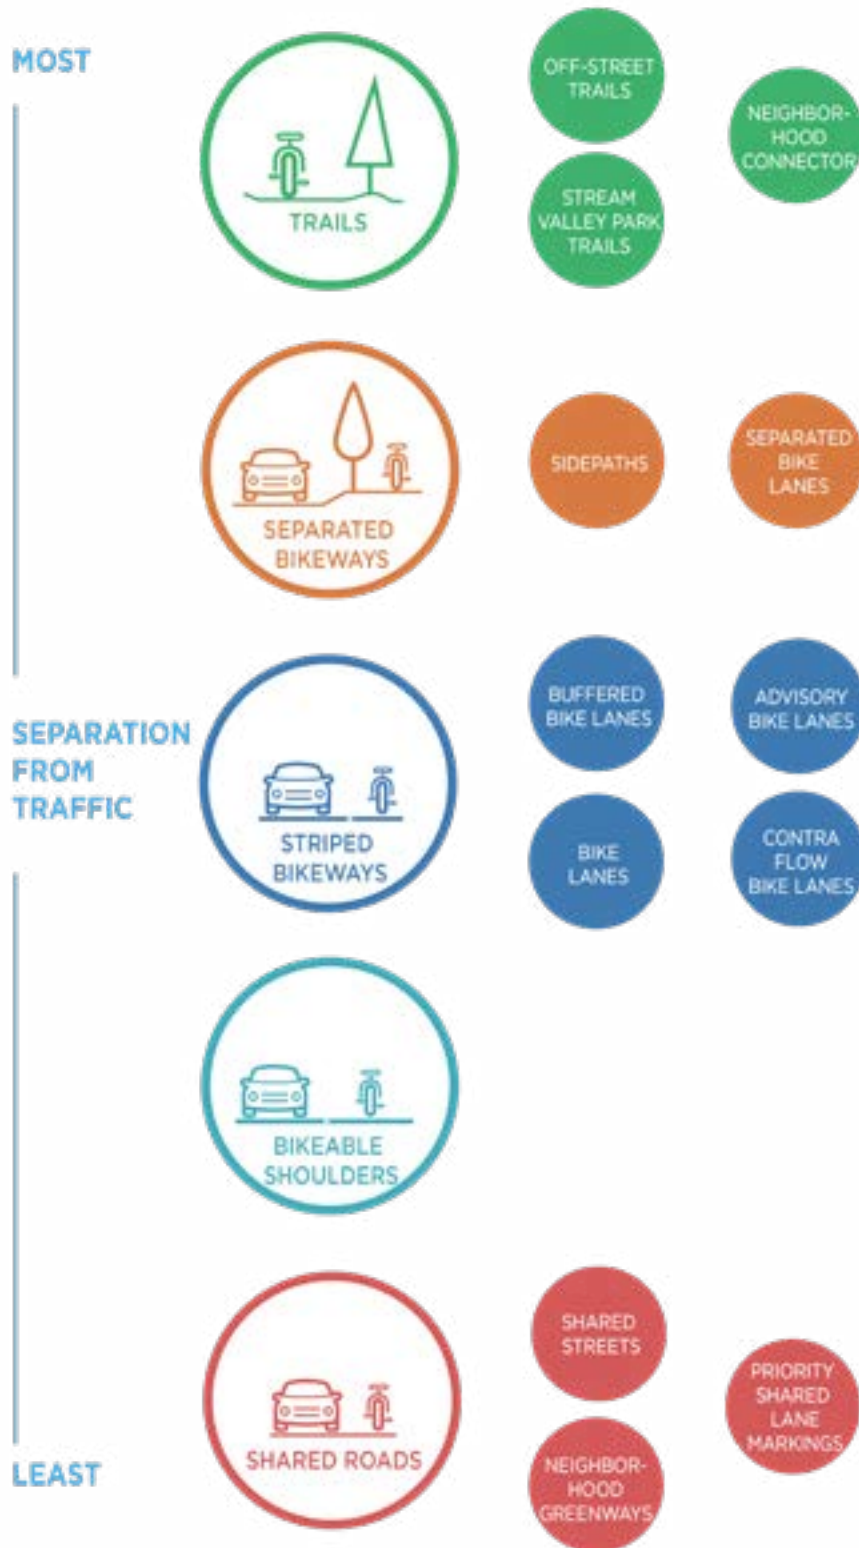 MOST
TRAILS
OFF-STREET
TRAILS
STREAM
VALLEY PARK
TRAILS
NEIGHBOR-
HOOD
CONNECTOR
SEPARATED
BIKEWAYS
SIDEPATHS
SEPARATED
BIKE
LANES
SEPARATION
FROM
TRAFFIC
STRIPED
BIKEWAYS
BUFFERED
BIKE LANES
ADVISORY
BIKE LANES
BIKE
LANES
CONTRA
FLOW
BIKE LANES
BIKEABLE
SHOULDERS
LEAST
SHARED ROADS
SHARED
STREETS
NEIGHBOR-
HOOD
GREENWAYS
PRIORITY
SHARED
LANE
MARKINGS